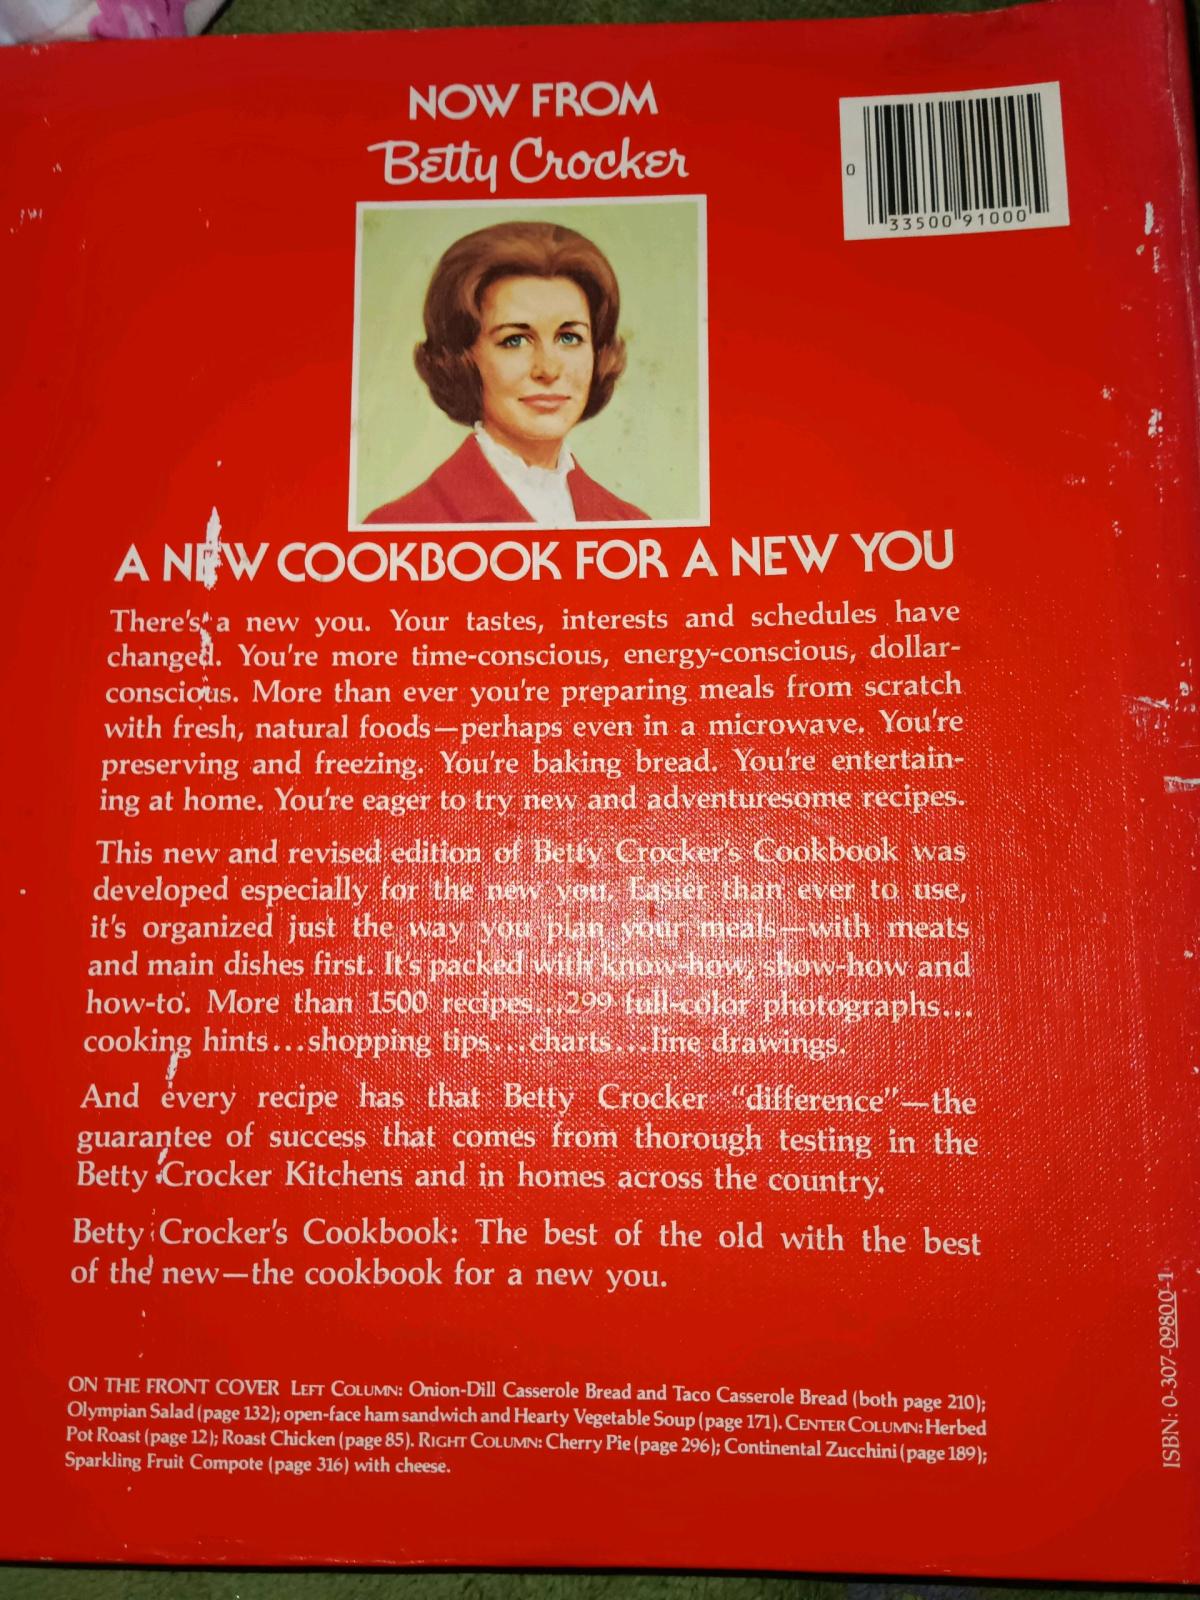 NOW FROM
Betty Crocker
0
33500 91000
A NEW COOKBOOK FOR A NEW YOU
There's a new you. Your tastes, interests and schedules have
changed. You're more time-conscious, energy-conscious, dollar-
conscious. More than ever you're preparing meals from scratch
with fresh, natural foods—perhaps even in a microwave. You're
preserving and freezing. You're baking bread. You're entertain-
ing at home. You're eager to try new and adventuresome recipes.
This new and revised edition of Betty Crocker's Cookbook was
developed especially for the new you. Easier than ever to use,
it's organized just the way you plan your meals—with meats
and main dishes first. It's packed with know-how, show-how and
how-to. More than 1500 recipes...299 full-color photographs...
cooking hints...shopping tips...charts...line drawings.
And every recipe has that Betty Crocker "difference"—the
guarantee of success that comes from thorough testing in the
Betty Crocker Kitchens and in homes across the country.
Betty Crocker's Cookbook: The best of the old with the best
of the new—the cookbook for a new you.
ON THE FRONT COVER LEFT COLUMN: Onion-Dill Casserole Bread and Taco Casserole Bread (both page 210);
Olympian Salad (page 132); open-face ham sandwich and Hearty Vegetable Soup (page 171). CENTER COLUMN: Herbed
Pot Roast (page 12); Roast Chicken (page 85). RIGHT COLUMN: Cherry Pie (page 296); Continental Zucchini (page 189);
Sparkling Fruit Compote (page 316) with cheese.
ISBN: 0-307-09800-1